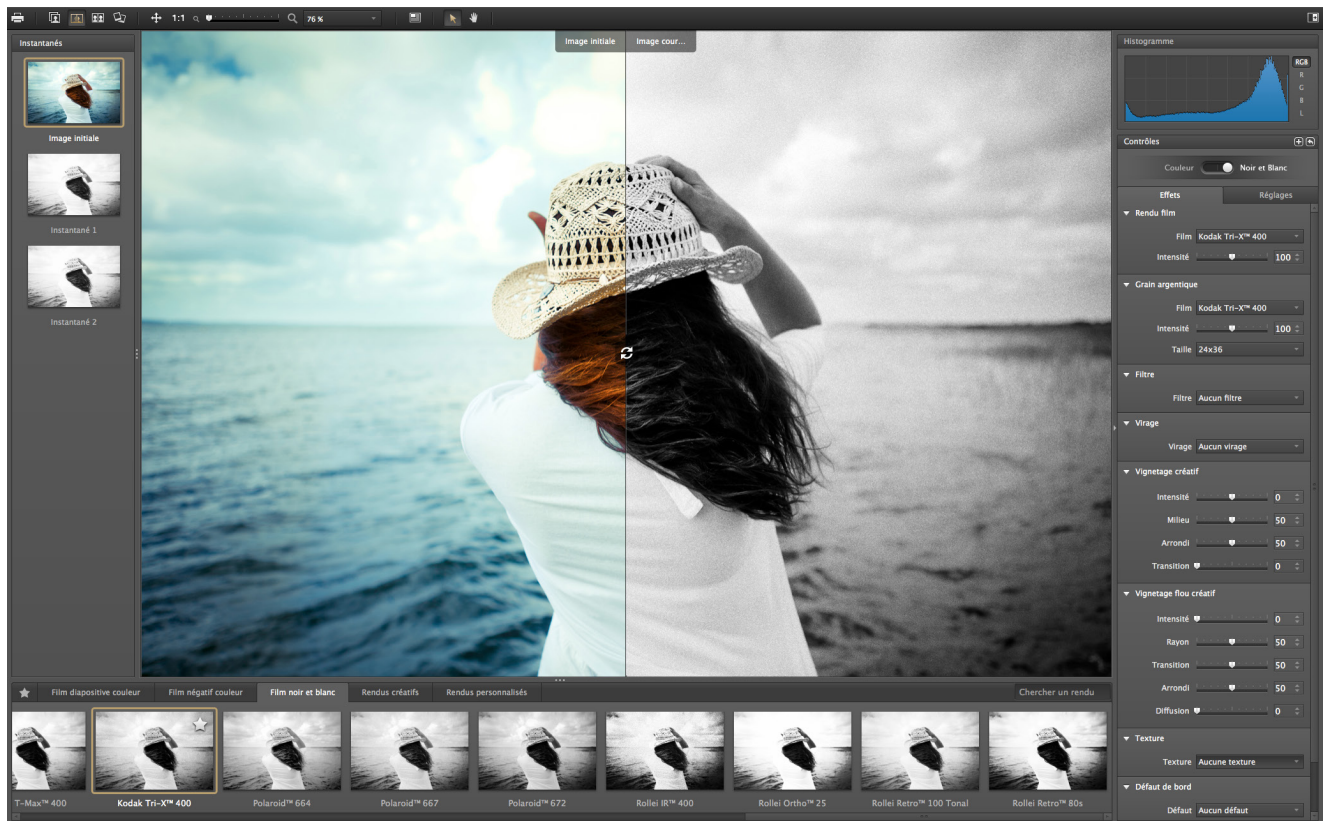 1:1
76 %
Instantanés
Image initiale
Instantané 1
Instantané 2
Image initiale
Image cour...
Histogramme
RGB
R
G
B
L
Contrôles
Couleur Noir et Blanc
Effets Réglages
Rendu film
Film Kodak Tri-X™ 400
Intensité 100
Grain argentique
Film Kodak Tri-X™ 400
Intensité 100
Taille 24x36
Filtre
Filtre Aucun filtre
Virage
Virage Aucun virage
Vignetage créatif
Intensité 0
Milieu 50
Arrondi 50
Transition 0
Vignetage flou créatif
Intensité 0
Rayon 50
Transition 50
Arrondi 50
Diffusion 0
Texture
Texture Aucune texture
Défaut de bord
Défaut Aucun défaut
Film diapositive couleur Film négatif couleur Film noir et blanc Rendus créatifs Rendus personnalisés Chercher un rendu
T-Max™ 400 Kodak Tri-X™ 400 Polaroid™ 664 Polaroid™ 667 Polaroid™ 672 Rollei IR™ 400 Rollei Ortho™ 25 Rollei Retro™ 100 Tonal Rollei Retro™ 80s